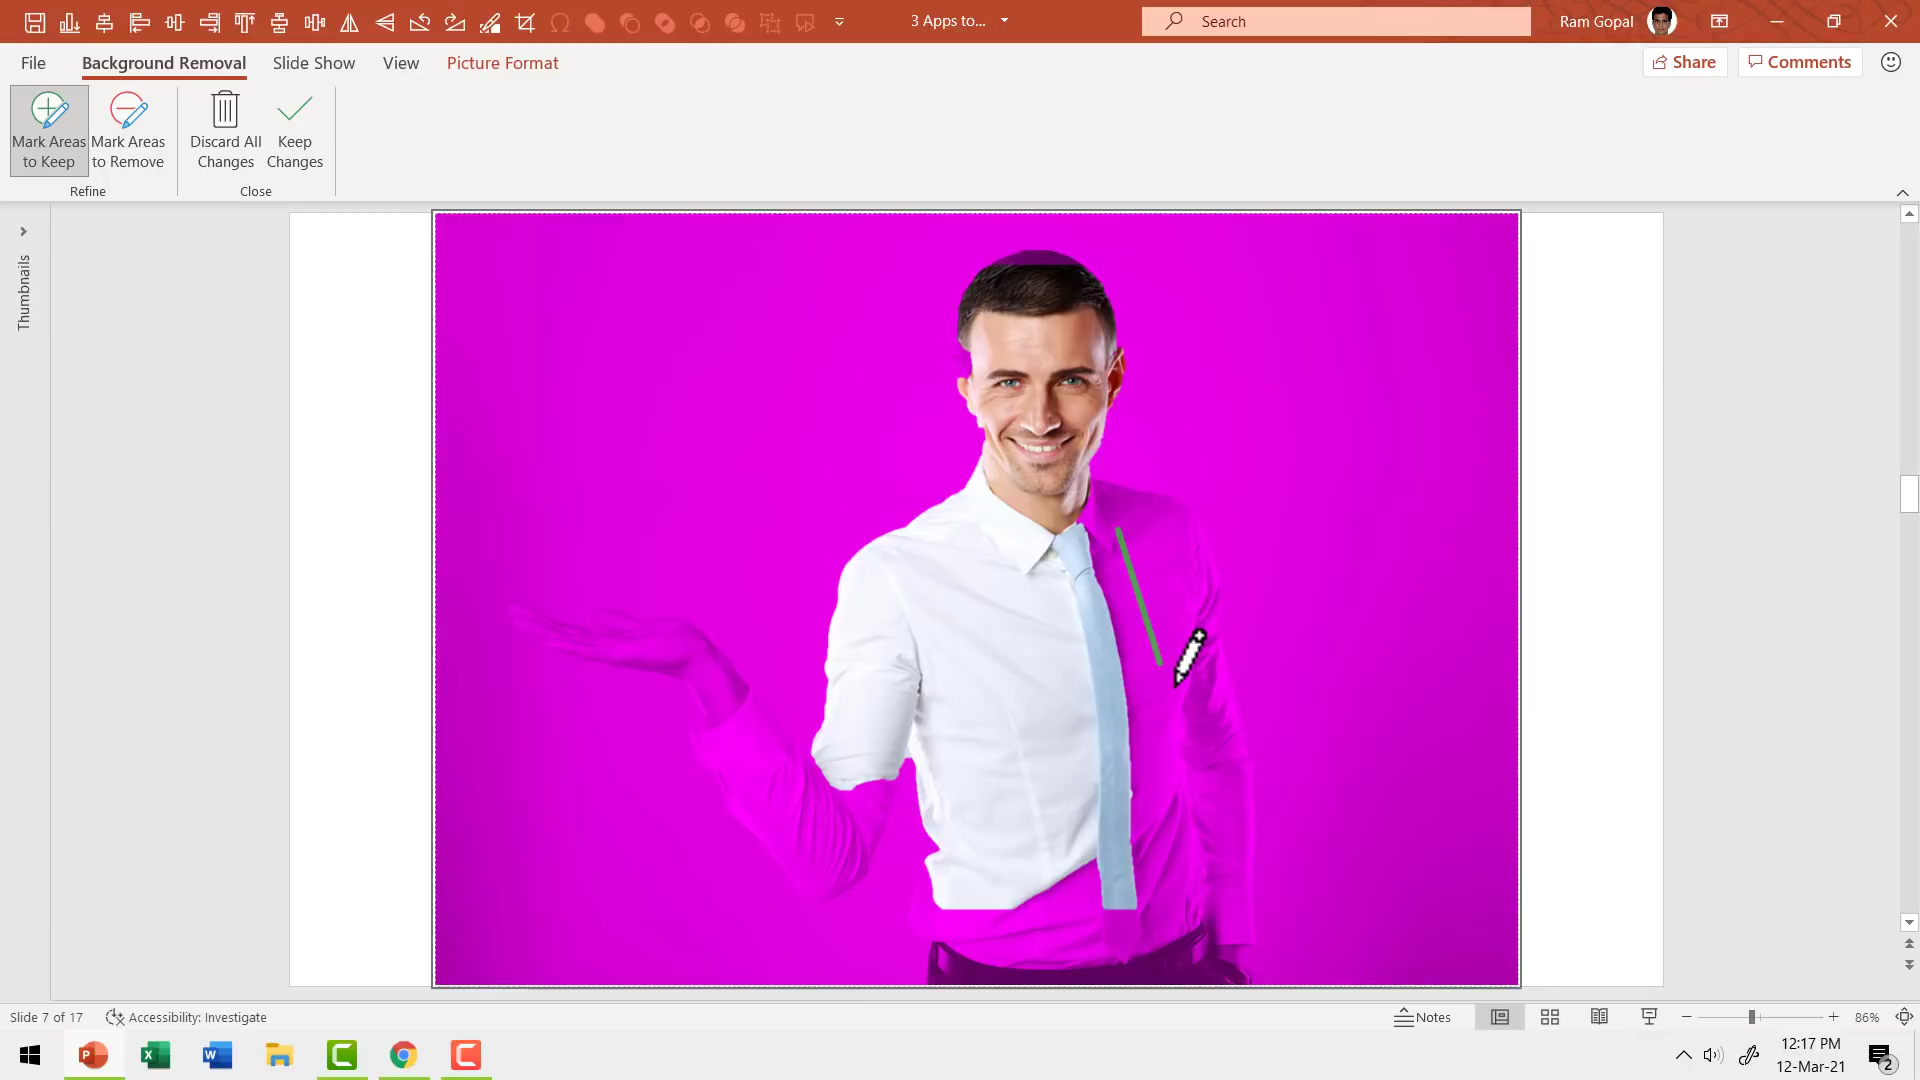 3 Apps to...
Search
Ram Gopal
File
Background Removal
Slide Show
View
Picture Format
Share
Comments
Mark Areas
to Keep
Mark Areas
to Remove
Discard All
Changes
Keep
Changes
Refine
Close
Thumbnails
Slide 7 of 17
Accessibility: Investigate
Notes
86%
12:17 PM
12-Mar-21
2